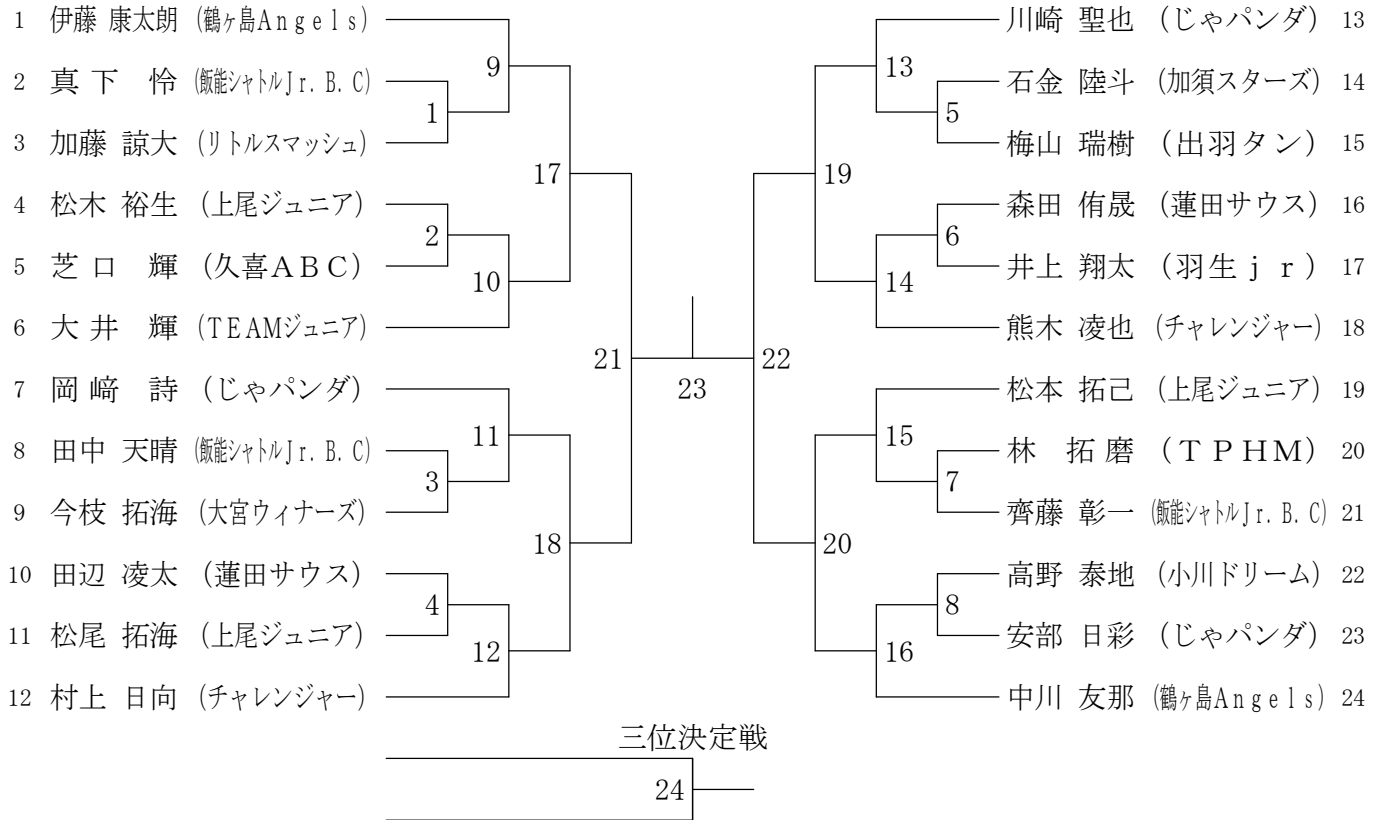 1 伊藤 康太朗 (鶴ヶ島Angels)
2 真下 怜 (飯能シャトルJr.B.C)
3 加藤 諒大 (リトルスマッシュ)
4 松木 裕生 (上尾ジュニア)
5 芝口 輝 (久喜ABC)
6 大井 輝 (TEAMジュニア)
7 岡﨑 詩 (じゃパンダ)
8 田中 天晴 (飯能シャトルJr.B.C)
9 今枝 拓海 (大宮ウィナーズ)
10 田辺 凌太 (蓮田サウス)
11 松尾 拓海 (上尾ジュニア)
12 村上 日向 (チャレンジャー)
1
2
3
4
9
10
11
12
17
18
21
23
22
19
20
13
14
15
16
5
6
7
8
川崎 聖也 (じゃパンダ) 13
石金 陸斗 (加須スターズ) 14
梅山 瑞樹 (出羽タン) 15
森田 侑晟 (蓮田サウス) 16
井上 翔太 (羽生jr) 17
熊木 凌也 (チャレンジャー) 18
松本 拓己 (上尾ジュニア) 19
林 拓磨 (TPHM) 20
齊藤 彰一 (飯能シャトルJr.B.C) 21
高野 泰地 (小川ドリーム) 22
安部 日彩 (じゃパンダ) 23
中川 友那 (鶴ヶ島Angels) 24
三位決定戦
24